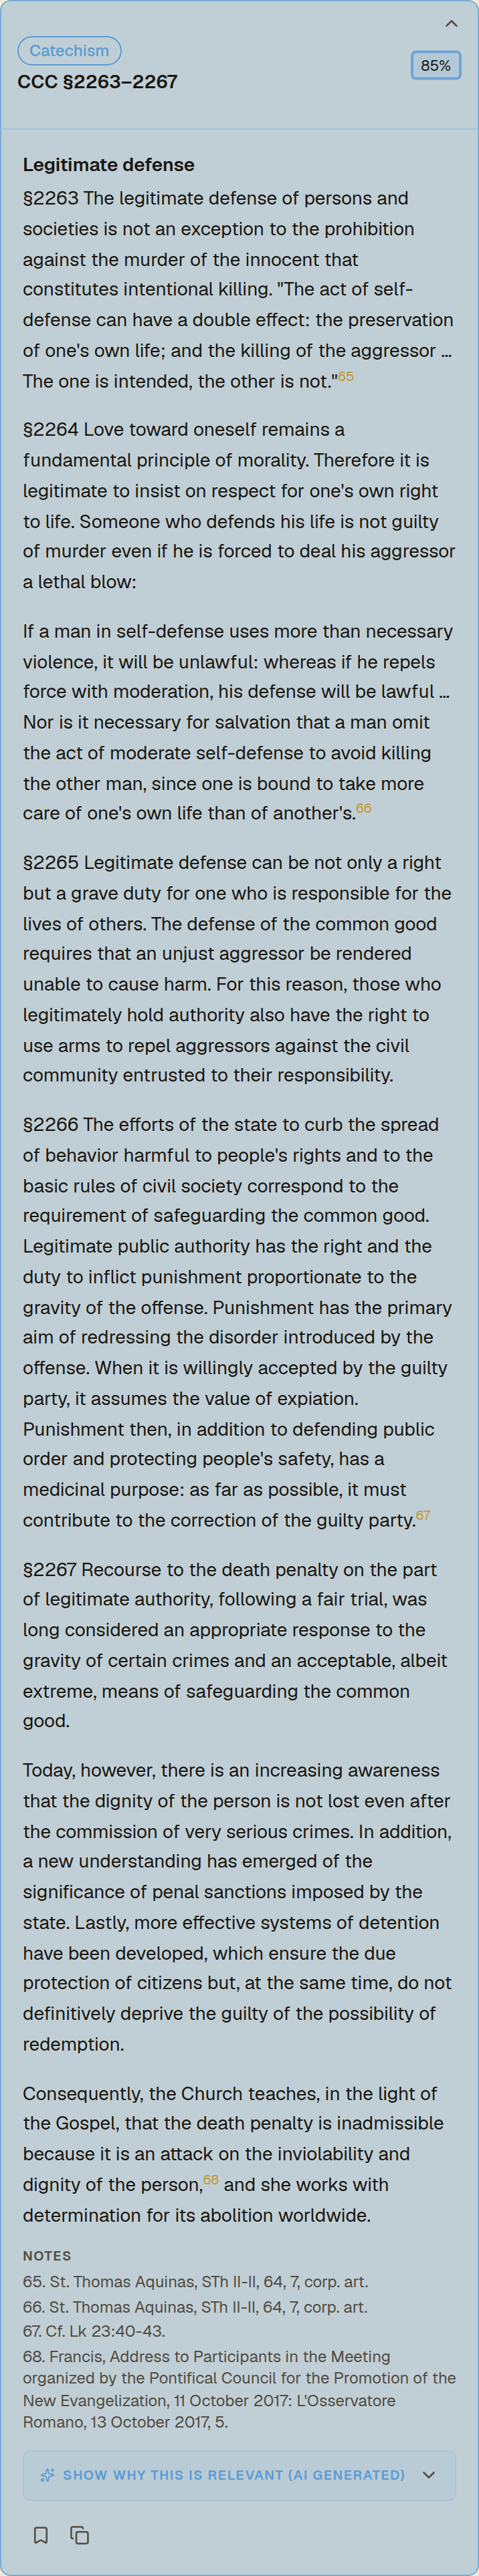 Catechism
CCC §2263–2267
85%
Legitimate defense
§2263 The legitimate defense of persons and
societies is not an exception to the prohibition
against the murder of the innocent that
constitutes intentional killing. "The act of self-
defense can have a double effect: the preservation
of one's own life; and the killing of the aggressor ...
The one is intended, the other is not."65
§2264 Love toward oneself remains a
fundamental principle of morality. Therefore it is
legitimate to insist on respect for one's own right
to life. Someone who defends his life is not guilty
of murder even if he is forced to deal his aggressor
a lethal blow:
If a man in self-defense uses more than necessary
violence, it will be unlawful: whereas if he repels
force with moderation, his defense will be lawful ...
Nor is it necessary for salvation that a man omit
the act of moderate self-defense to avoid killing
the other man, since one is bound to take more
care of one's own life than of another's.66
§2265 Legitimate defense can be not only a right
but a grave duty for one who is responsible for the
lives of others. The defense of the common good
requires that an unjust aggressor be rendered
unable to cause harm. For this reason, those who
legitimately hold authority also have the right to
use arms to repel aggressors against the civil
community entrusted to their responsibility.
§2266 The efforts of the state to curb the spread
of behavior harmful to people's rights and to the
basic rules of civil society correspond to the
requirement of safeguarding the common good.
Legitimate public authority has the right and the
duty to inflict punishment proportionate to the
gravity of the offense. Punishment has the primary
aim of redressing the disorder introduced by the
offense. When it is willingly accepted by the guilty
party, it assumes the value of expiation.
Punishment then, in addition to defending public
order and protecting people's safety, has a
medicinal purpose: as far as possible, it must
contribute to the correction of the guilty party.67
§2267 Recourse to the death penalty on the part
of legitimate authority, following a fair trial, was
long considered an appropriate response to the
gravity of certain crimes and an acceptable, albeit
extreme, means of safeguarding the common
good.
Today, however, there is an increasing awareness
that the dignity of the person is not lost even after
the commission of very serious crimes. In addition,
a new understanding has emerged of the
significance of penal sanctions imposed by the
state. Lastly, more effective systems of detention
have been developed, which ensure the due
protection of citizens but, at the same time, do not
definitively deprive the guilty of the possibility of
redemption.
Consequently, the Church teaches, in the light of
the Gospel, that the death penalty is inadmissible
because it is an attack on the inviolability and
dignity of the person,68 and she works with
determination for its abolition worldwide.
NOTES
65. St. Thomas Aquinas, STh II-II, 64, 7, corp. art.
66. St. Thomas Aquinas, STh II-II, 64, 7, corp. art.
67. Cf. Lk 23:40-43.
68. Francis, Address to Participants in the Meeting
organized by the Pontifical Council for the Promotion of the
New Evangelization, 11 October 2017: L'Osservatore
Romano, 13 October 2017, 5.
SHOW WHY THIS IS RELEVANT (AI GENERATED)